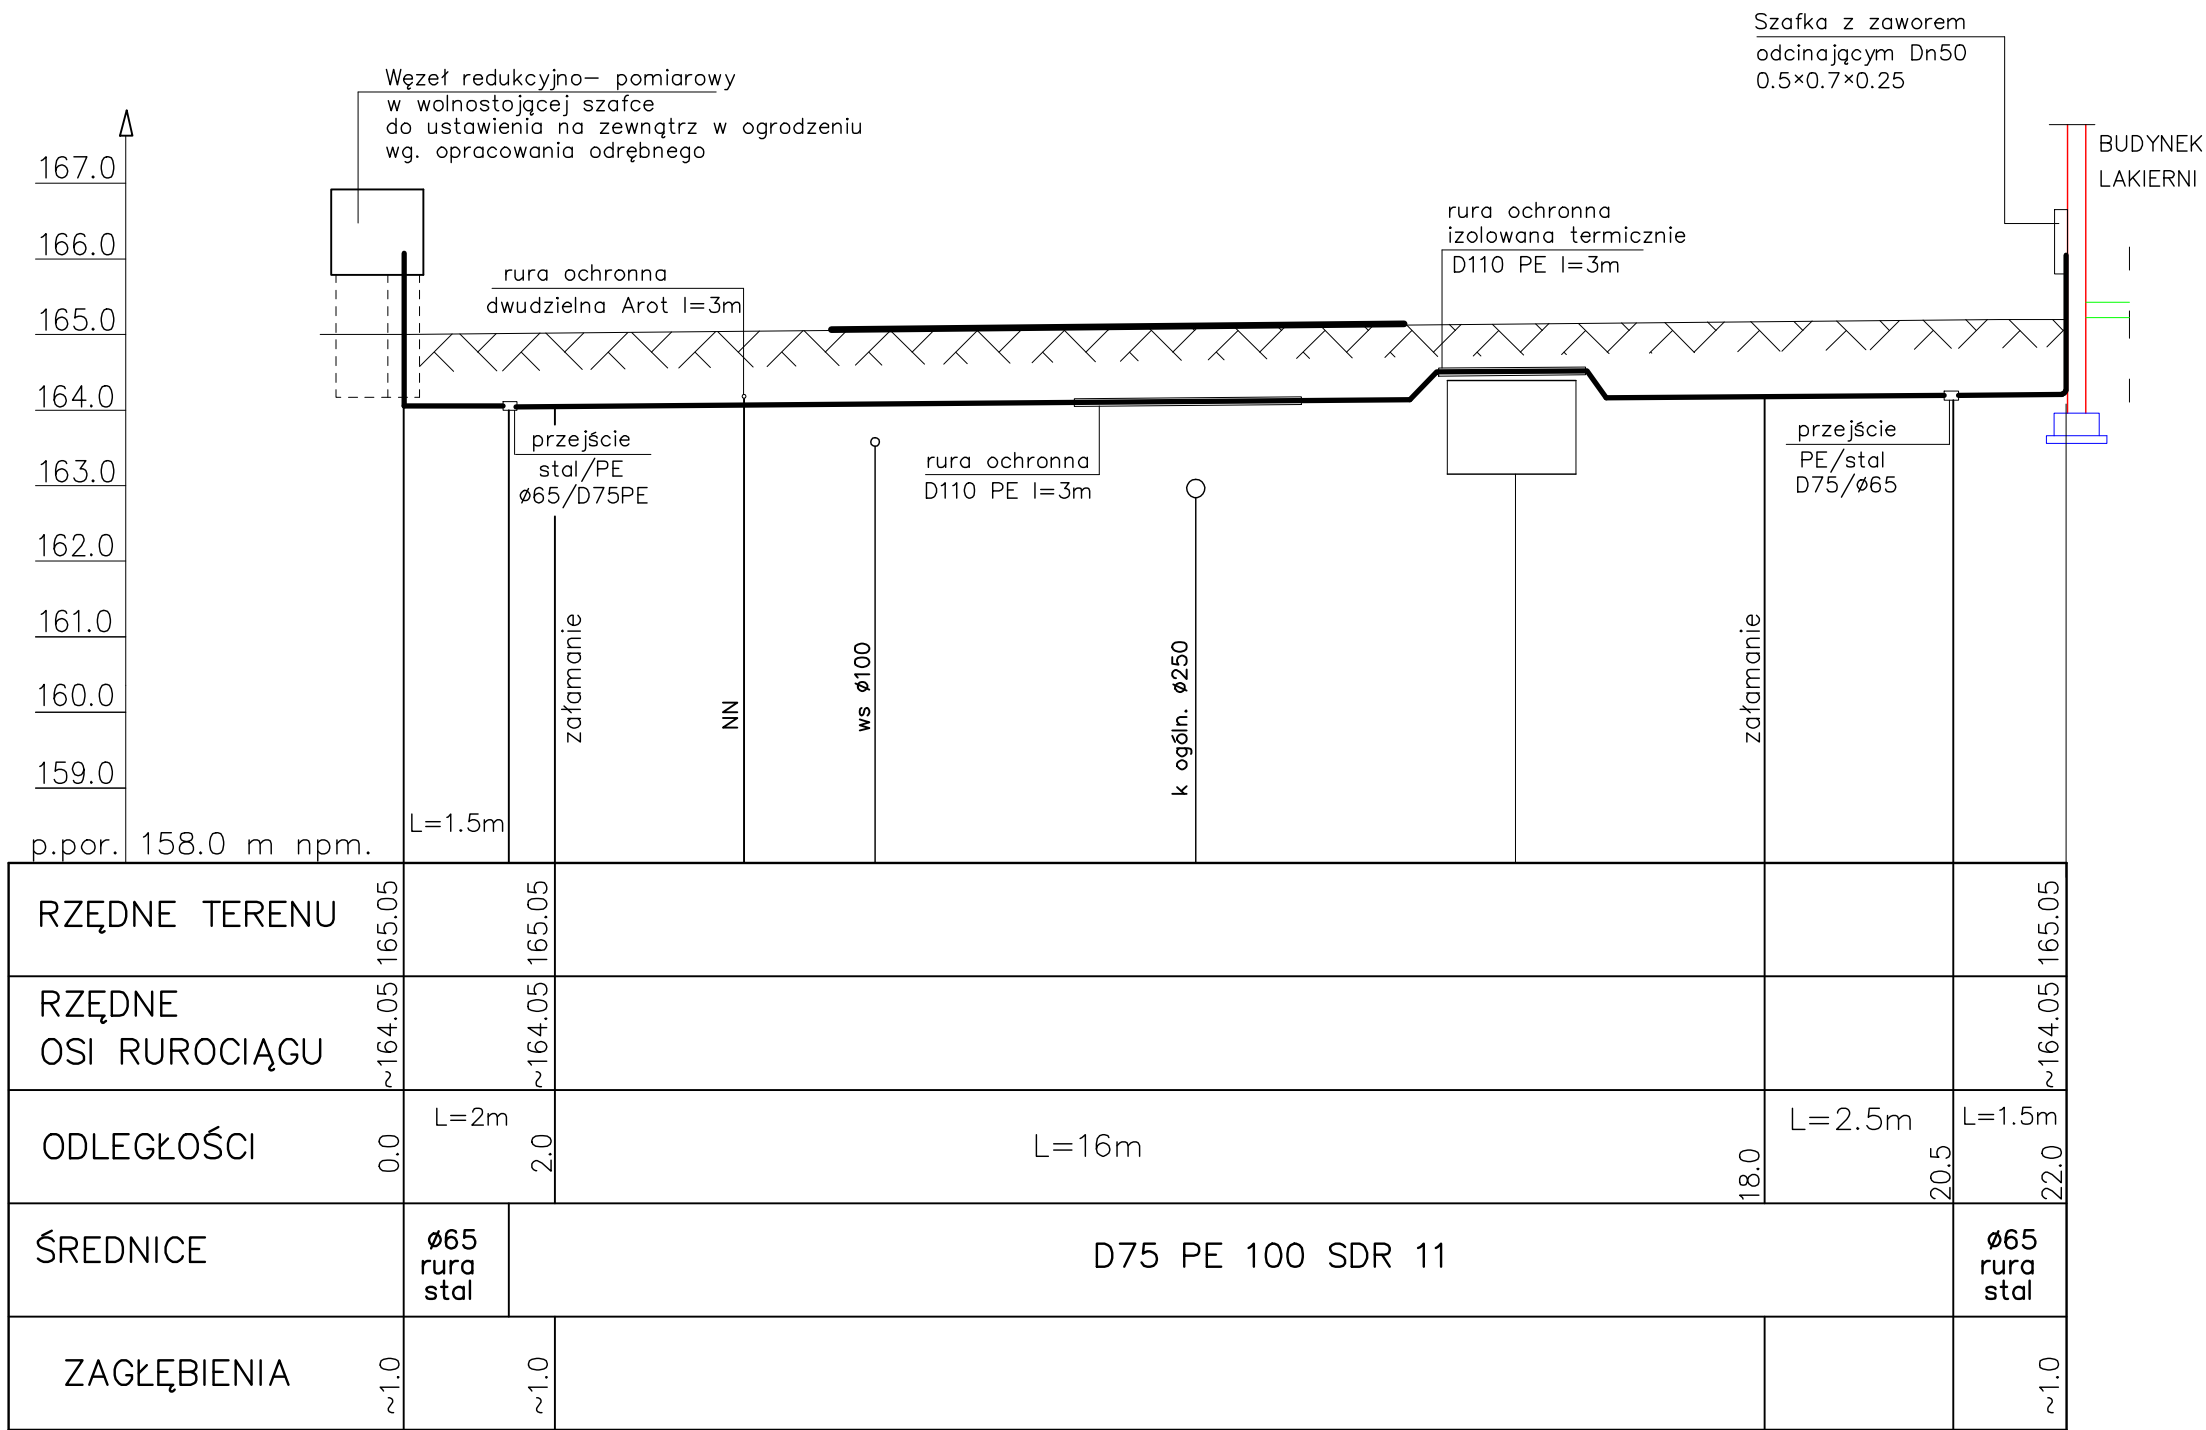 Szafka z zaworem
odcinającym Dn50
0.5×0.7×0.25
Węzeł redukcyjno– pomiarowy
w wolnostojącej szafce
do ustawienia na zewnątrz w ogrodzeniu
wg. opracowania odrębnego
BUDYNEK
LAKIERNI
167.0
166.0
165.0
164.0
163.0
162.0
161.0
160.0
159.0
p.por. 158.0 m npm.
rura ochronna
dwudzielna Arot l=3m
rura ochronna
izolowana termicznie
D110 PE l=3m
przejście
stal/PE
ø65/D75PE
rura ochronna
D110 PE l=3m
przejście
PE/stal
D75/ø65
załamanie
NN
ws ø100
k ogóln. ø250
załamanie
L=1.5m
RZĘDNE TERENU
165.05
165.05
165.05
RZĘDNE
OSI RUROCIĄGU
~164.05
~164.05
~164.05
ODLEGŁOŚCI
0.0
L=2m
2.0
L=16m
18.0
L=2.5m
20.5
L=1.5m
22.0
ŚREDNICE
ø65
rura
stal
D75 PE 100 SDR 11
ø65
rura
stal
ZAGŁĘBIENIA
~1.0
~1.0
~1.0